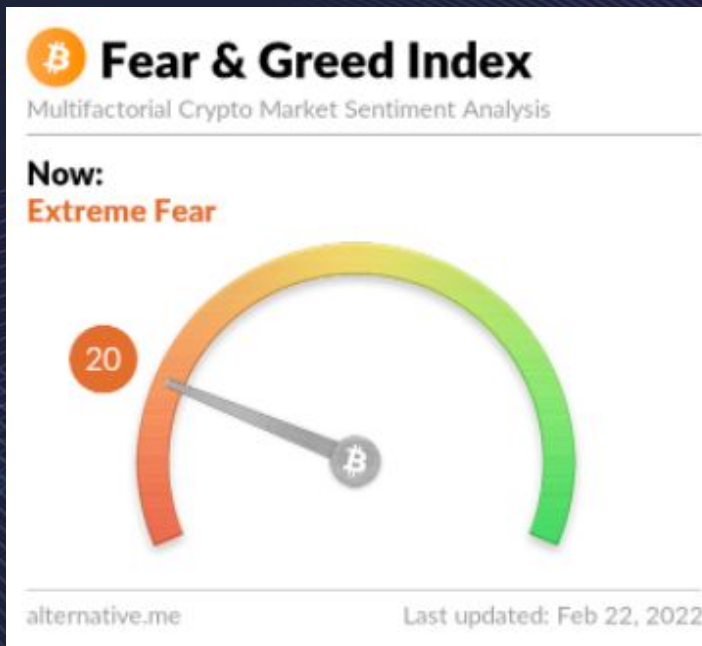 Fear & Greed Index
Multifactorial Crypto Market Sentiment Analysis
Now:
Extreme Fear
20
alternative.me Last updated: Feb 22, 2022